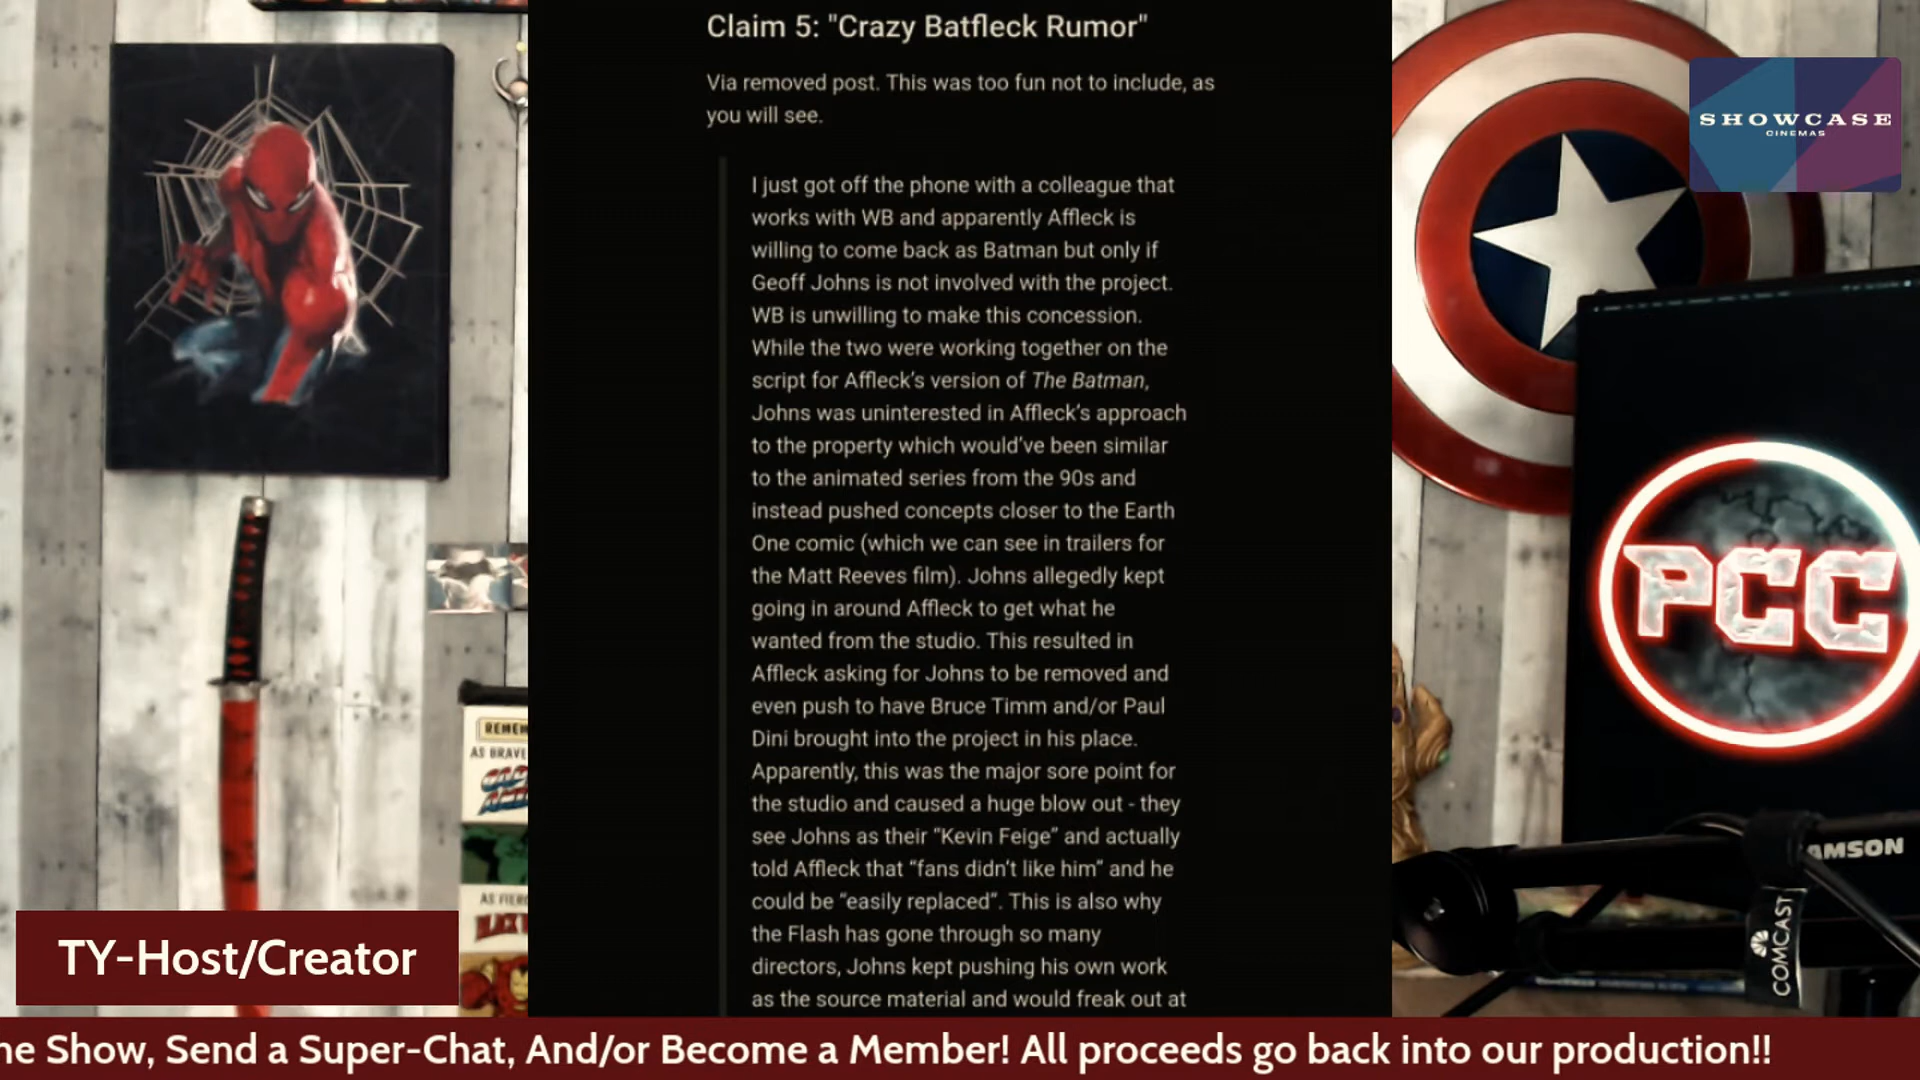 Claim 5: "Crazy Batfleck Rumor"
Via removed post. This was too fun not to include, as
you will see.
I just got off the phone with a colleague that
works with WB and apparently Affleck is
willing to come back as Batman but only if
Geoff Johns is not involved with the project.
WB is unwilling to make this concession.
While the two were working together on the
script for Affleck's version of The Batman,
Johns was uninterested in Affleck's approach
to the property which would've been similar
to the animated series from the 90s and
instead pushed concepts closer to the Earth
One comic (which we can see in trailers for
the Matt Reeves film). Johns allegedly kept
going in around Affleck to get what he
wanted from the studio. This resulted in
Affleck asking for Johns to be removed and
even push to have Bruce Timm and/or Paul
Dini brought into the project in his place.
Apparently, this was the major sore point for
the studio and caused a huge blow out - they
see Johns as their “Kevin Feige” and actually
told Affleck that “fans didn't like him” and he
could be “easily replaced”. This is also why
the Flash has gone through so many
directors, Johns kept pushing his own work
as the source material and would freak out at
SHOWCASE
CINEMAS
PCC
AMSON
COMCAST
REMEM
AS BRAVE
AS FIER
BLACK
TY-Host/Creator
he Show, Send a Super-Chat, And/or Become a Member! All proceeds go back into our production!!